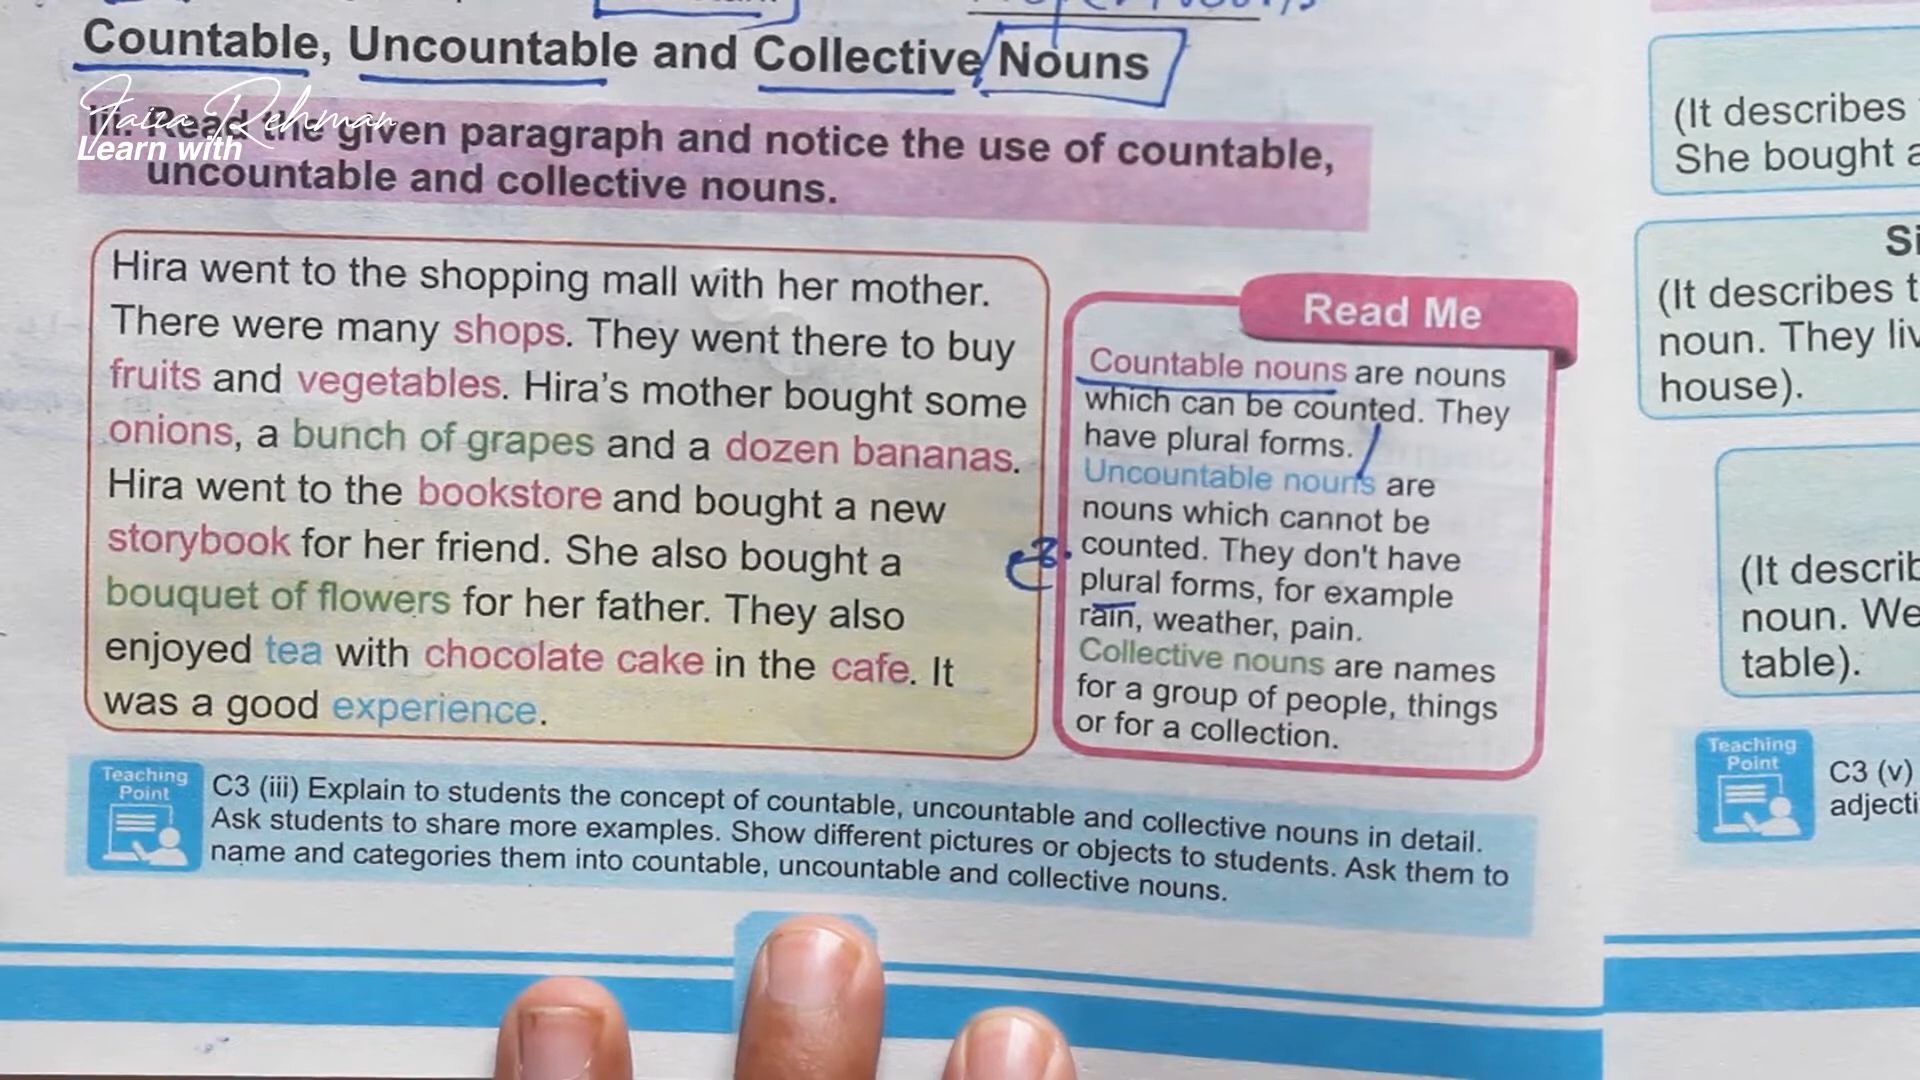 Countable, Uncountable and Collective Nouns
Faiza Rehman
Learn with
iii. Read the given paragraph and notice the use of countable,
uncountable and collective nouns.
Hira went to the shopping mall with her mother.
There were many shops. They went there to buy
fruits and vegetables. Hira's mother bought some
onions, a bunch of grapes and a dozen bananas.
Hira went to the bookstore and bought a new
storybook for her friend. She also bought a
bouquet of flowers for her father. They also
enjoyed tea with chocolate cake in the cafe. It
was a good experience.
Read Me
Countable nouns are nouns
which can be counted. They
have plural forms.
Uncountable nouns are
nouns which cannot be
counted. They don't have
plural forms, for example
rain, weather, pain.
Collective nouns are names
for a group of people, things
or for a collection.
Teaching
Point
C3 (iii) Explain to students the concept of countable, uncountable and collective nouns in detail.
Ask students to share more examples. Show different pictures or objects to students. Ask them to
name and categories them into countable, uncountable and collective nouns.
(It describes
She bought a
Si
(It describes t
noun. They liv
house).
(It describ
noun. We
table).
Teaching
Point
C3 (v)
adjecti